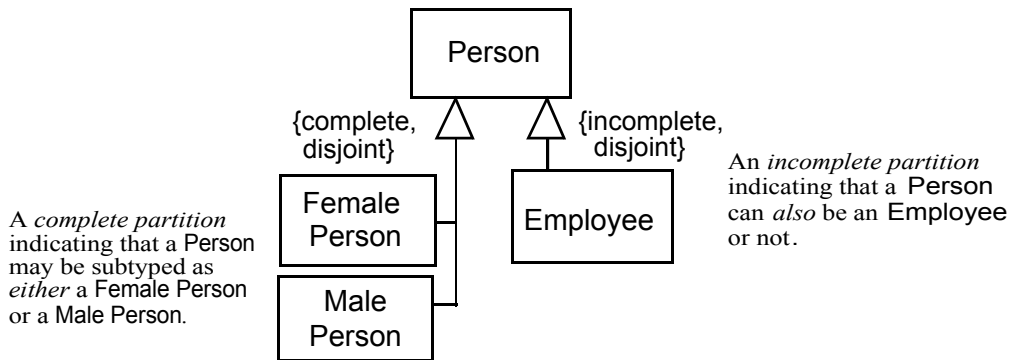 Person
{complete,
disjoint}
{incomplete,
disjoint}
Female
Person
Employee
Male
Person
A complete partition
indicating that a Person
may be subtyped as
either a Female Person
or a Male Person.
An incomplete partition
indicating that a Person
can also be an Employee
or not.